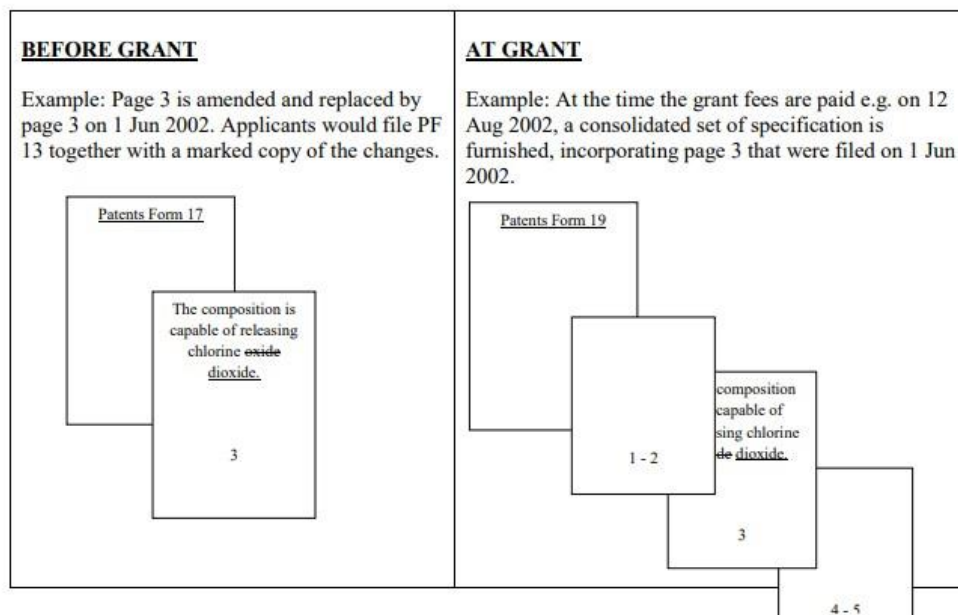 BEFORE GRANT
Example: Page 3 is amended and replaced by
page 3 on 1 Jun 2002. Applicants would file PF
13 together with a marked copy of the changes.
Patents Form 17
The composition is
capable of releasing
chlorine oxide
dioxide.
3
AT GRANT
Example: At the time the grant fees are paid e.g. on 12
Aug 2002, a consolidated set of specification is
furnished, incorporating page 3 that were filed on 1 Jun
2002.
Patents Form 19
1 - 2
composition
capable of
sing chlorine
de dioxide.
3
4 - 5